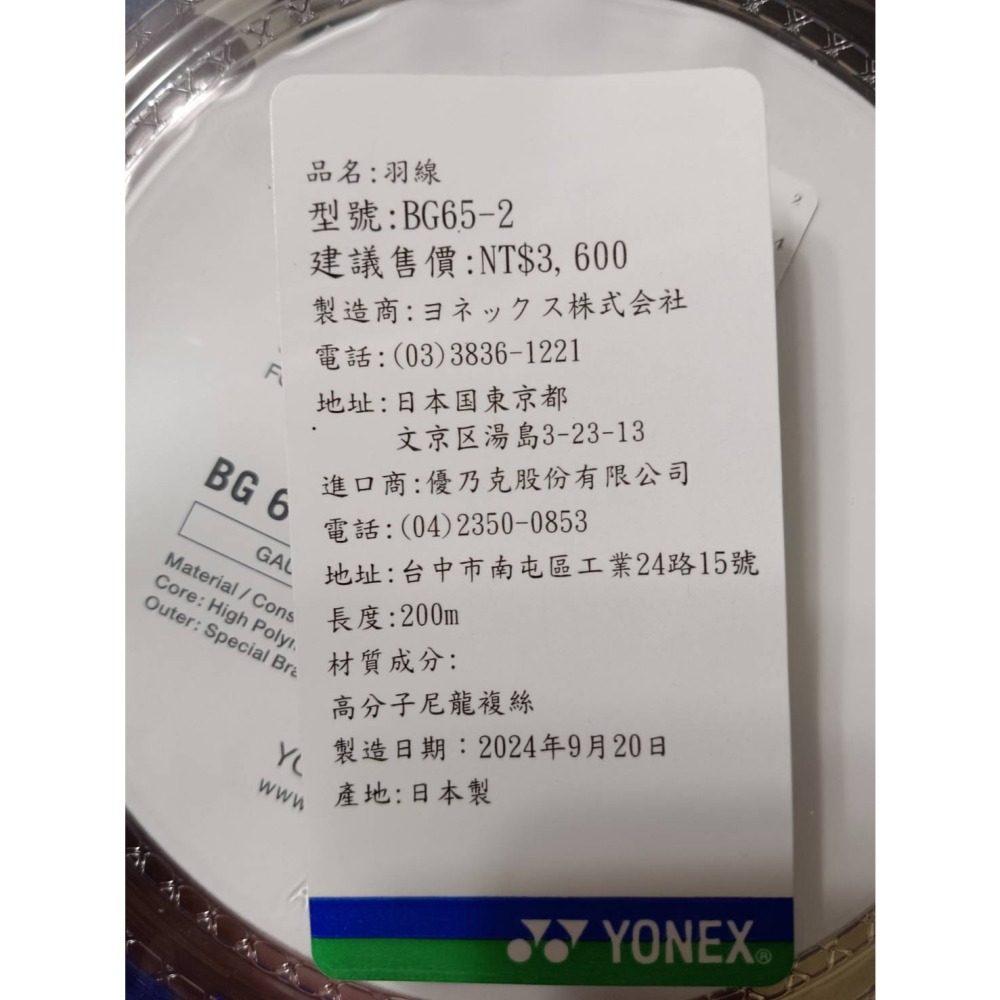 品名:羽線
型號:BG65-2
建議售價:NT$3,600
製造商:ヨネックス株式会社
電話:(03)3836-1221
地址:日本国東京都
文京区湯島3-23-13
進口商:優乃克股份有限公司
電話:(04)2350-0853
地址:台中市南屯區工業24路15號
長度:200m
材質成分:
高分子尼龍複絲
製造日期:2024年9月20日
產地:日本製
YONEX®
BG 6
Material / Cons
Core: High Polyı
Outer: Special Bra
www